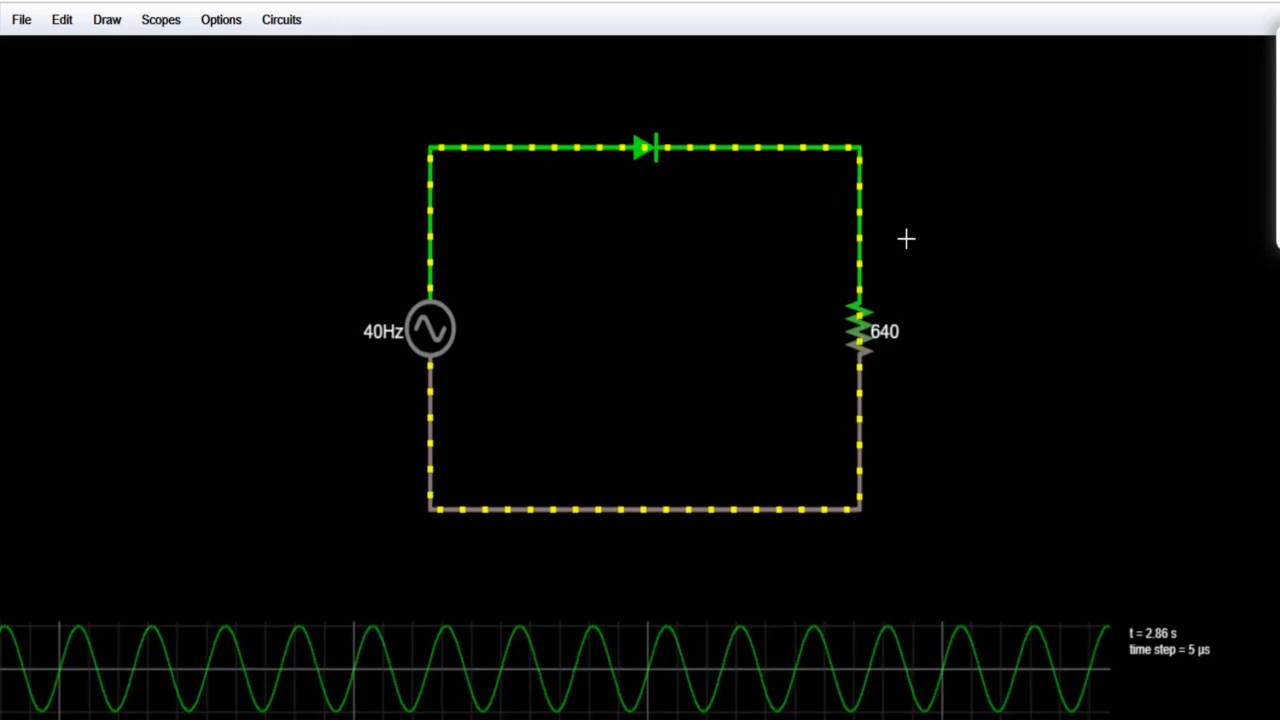 File Edit Draw Scopes Options Circuits
40Hz
640
t = 2.86 s
time step = 5 µs